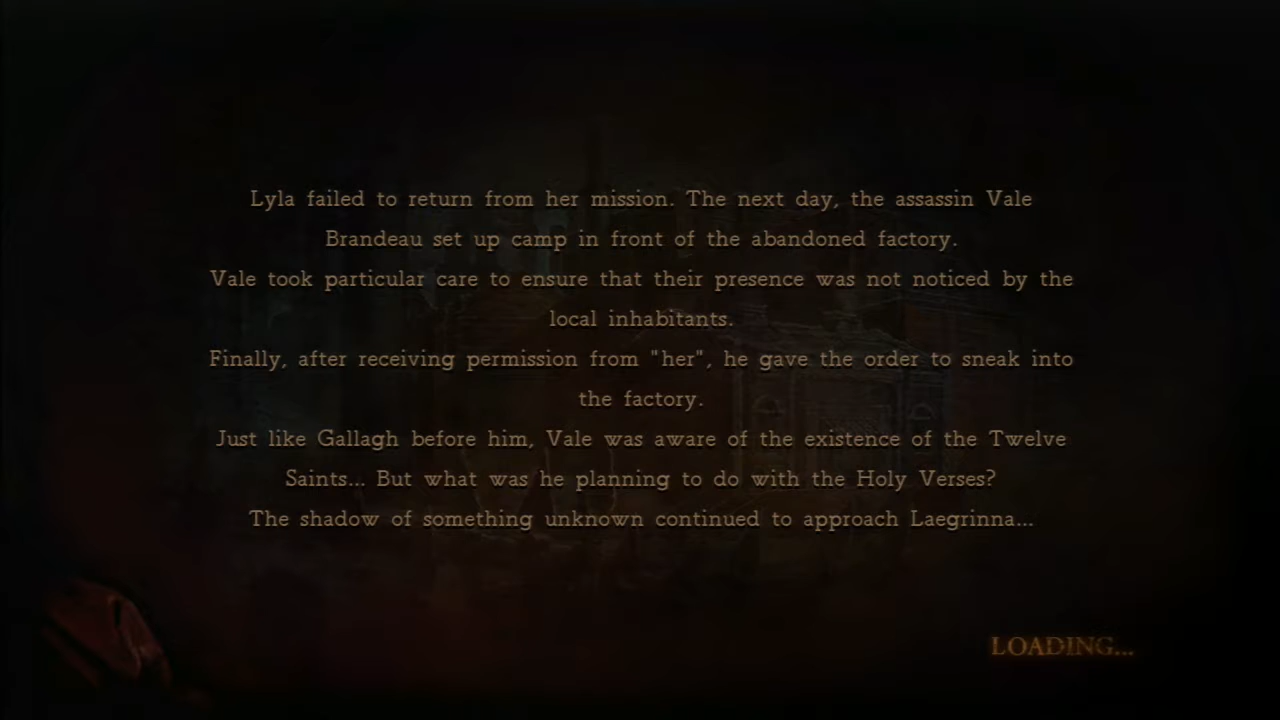 Lyla failed to return from her mission. The next day, the assassin Vale
Brandeau set up camp in front of the abandoned factory.
Vale took particular care to ensure that their presence was not noticed by the
local inhabitants.
Finally, after receiving permission from "her", he gave the order to sneak into
the factory.
Just like Gallagh before him, Vale was aware of the existence of the Twelve
Saints... But what was he planning to do with the Holy Verses?
The shadow of something unknown continued to approach Laegrinna...
LOADING...